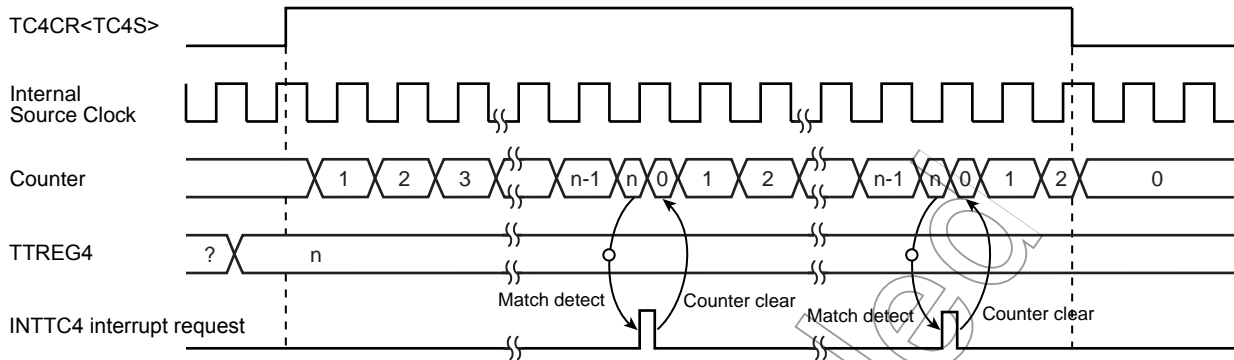 TC4CR<TC4S>
Internal
Source Clock
Counter
1 2 3 n-1 n 0 1 2 n-1 n 0 1 2 0
TTREG4
? n
Match detect Counter clear Match detect Counter clear
INTTC4 interrupt request